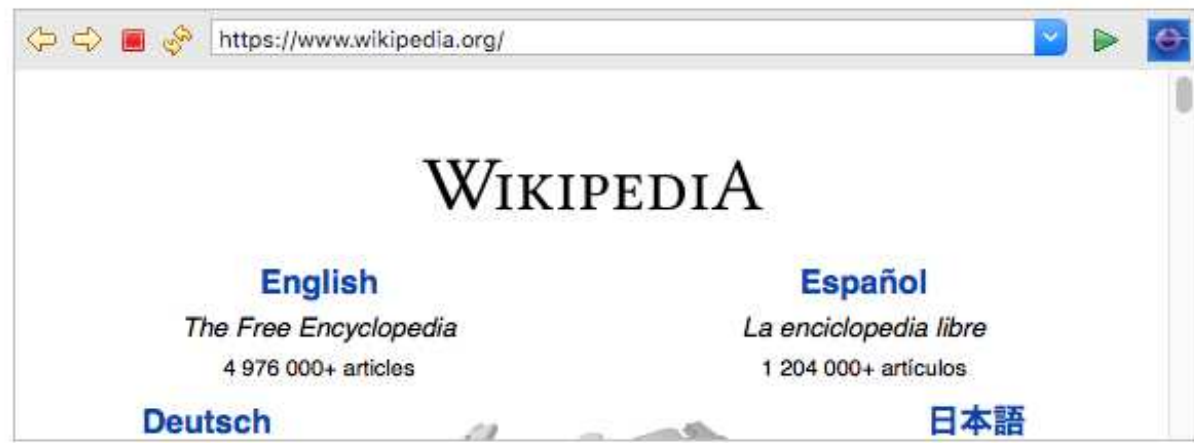 https://www.wikipedia.org/
WIKIPEDIA
English
Español
The Free Encyclopedia
La enciclopedia libre
4 976 000+ articles
1 204 000+ artículos
Deutsch
日本語